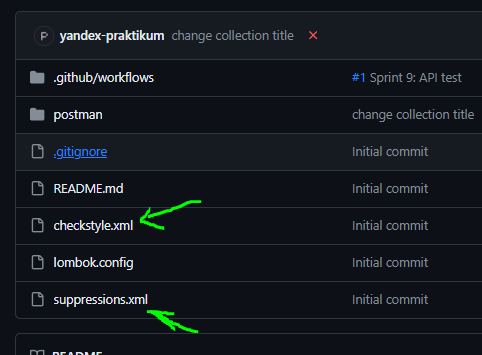 P yandex-praktikum change collection title
.github/workflows #1 Sprint 9: API test
postman change collection title
.gitignore Initial commit
README.md Initial commit
checkstyle.xml Initial commit
lombok.config Initial commit
suppressions.xml Initial commit
README